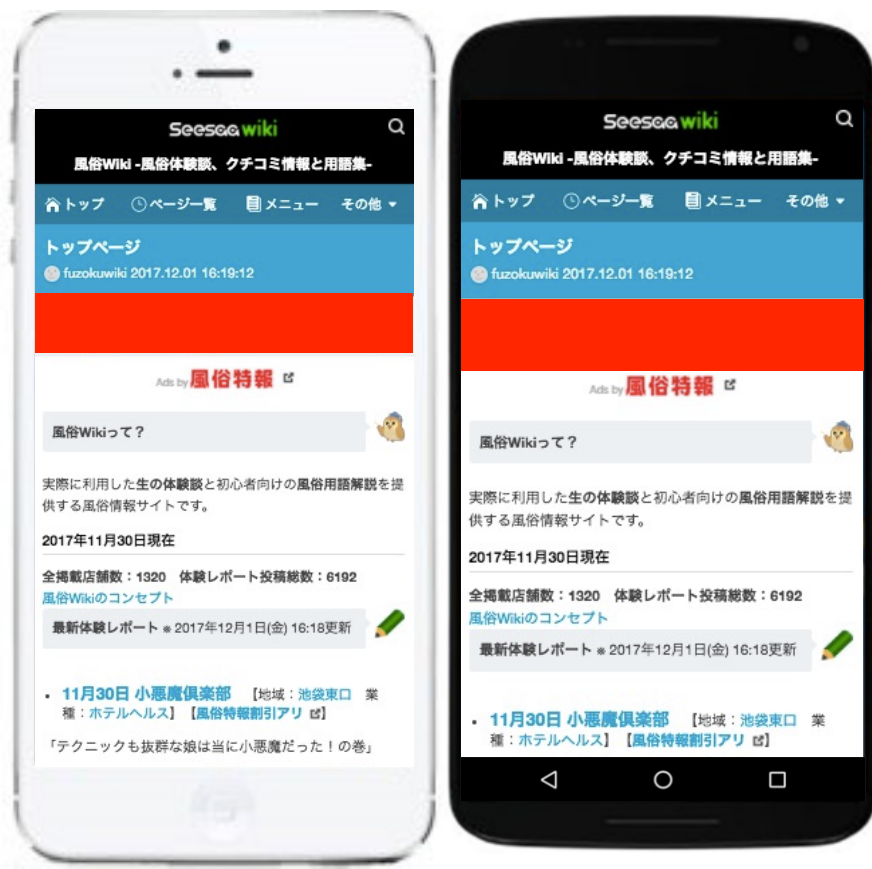 Seesaa wiki
風俗Wiki -風俗体験談、クチコミ情報と用語集-
トップ ページ一覧 メニュー その他
トップページ
fuzokuwiki 2017.12.01 16:19:12
Ads by 風俗特報
風俗Wikiって？
実際に利用した生の体験談と初心者向けの風俗用語解説を提
供する風俗情報サイトです。
2017年11月30日現在
全掲載店舗数：1320　体験レポート投稿総数：6192
風俗Wikiのコンセプト
最新体験レポート ※ 2017年12月1日(金) 16:18更新
・ 11月30日 小悪魔倶楽部 【地域：池袋東口　業
種：ホテルヘルス】【風俗特報割引アリ】
「テクニックも抜群な娘は当に小悪魔だった！の巻」
Seesaa wiki
風俗Wiki -風俗体験談、クチコミ情報と用語集-
トップ ページ一覧 メニュー その他
トップページ
fuzokuwiki 2017.12.01 16:19:12
Ads by 風俗特報
風俗Wikiって？
実際に利用した生の体験談と初心者向けの風俗用語解説を提
供する風俗情報サイトです。
2017年11月30日現在
全掲載店舗数：1320　体験レポート投稿総数：6192
風俗Wikiのコンセプト
最新体験レポート ※ 2017年12月1日(金) 16:18更新
・ 11月30日 小悪魔倶楽部 【地域：池袋東口　業
種：ホテルヘルス】【風俗特報割引アリ】